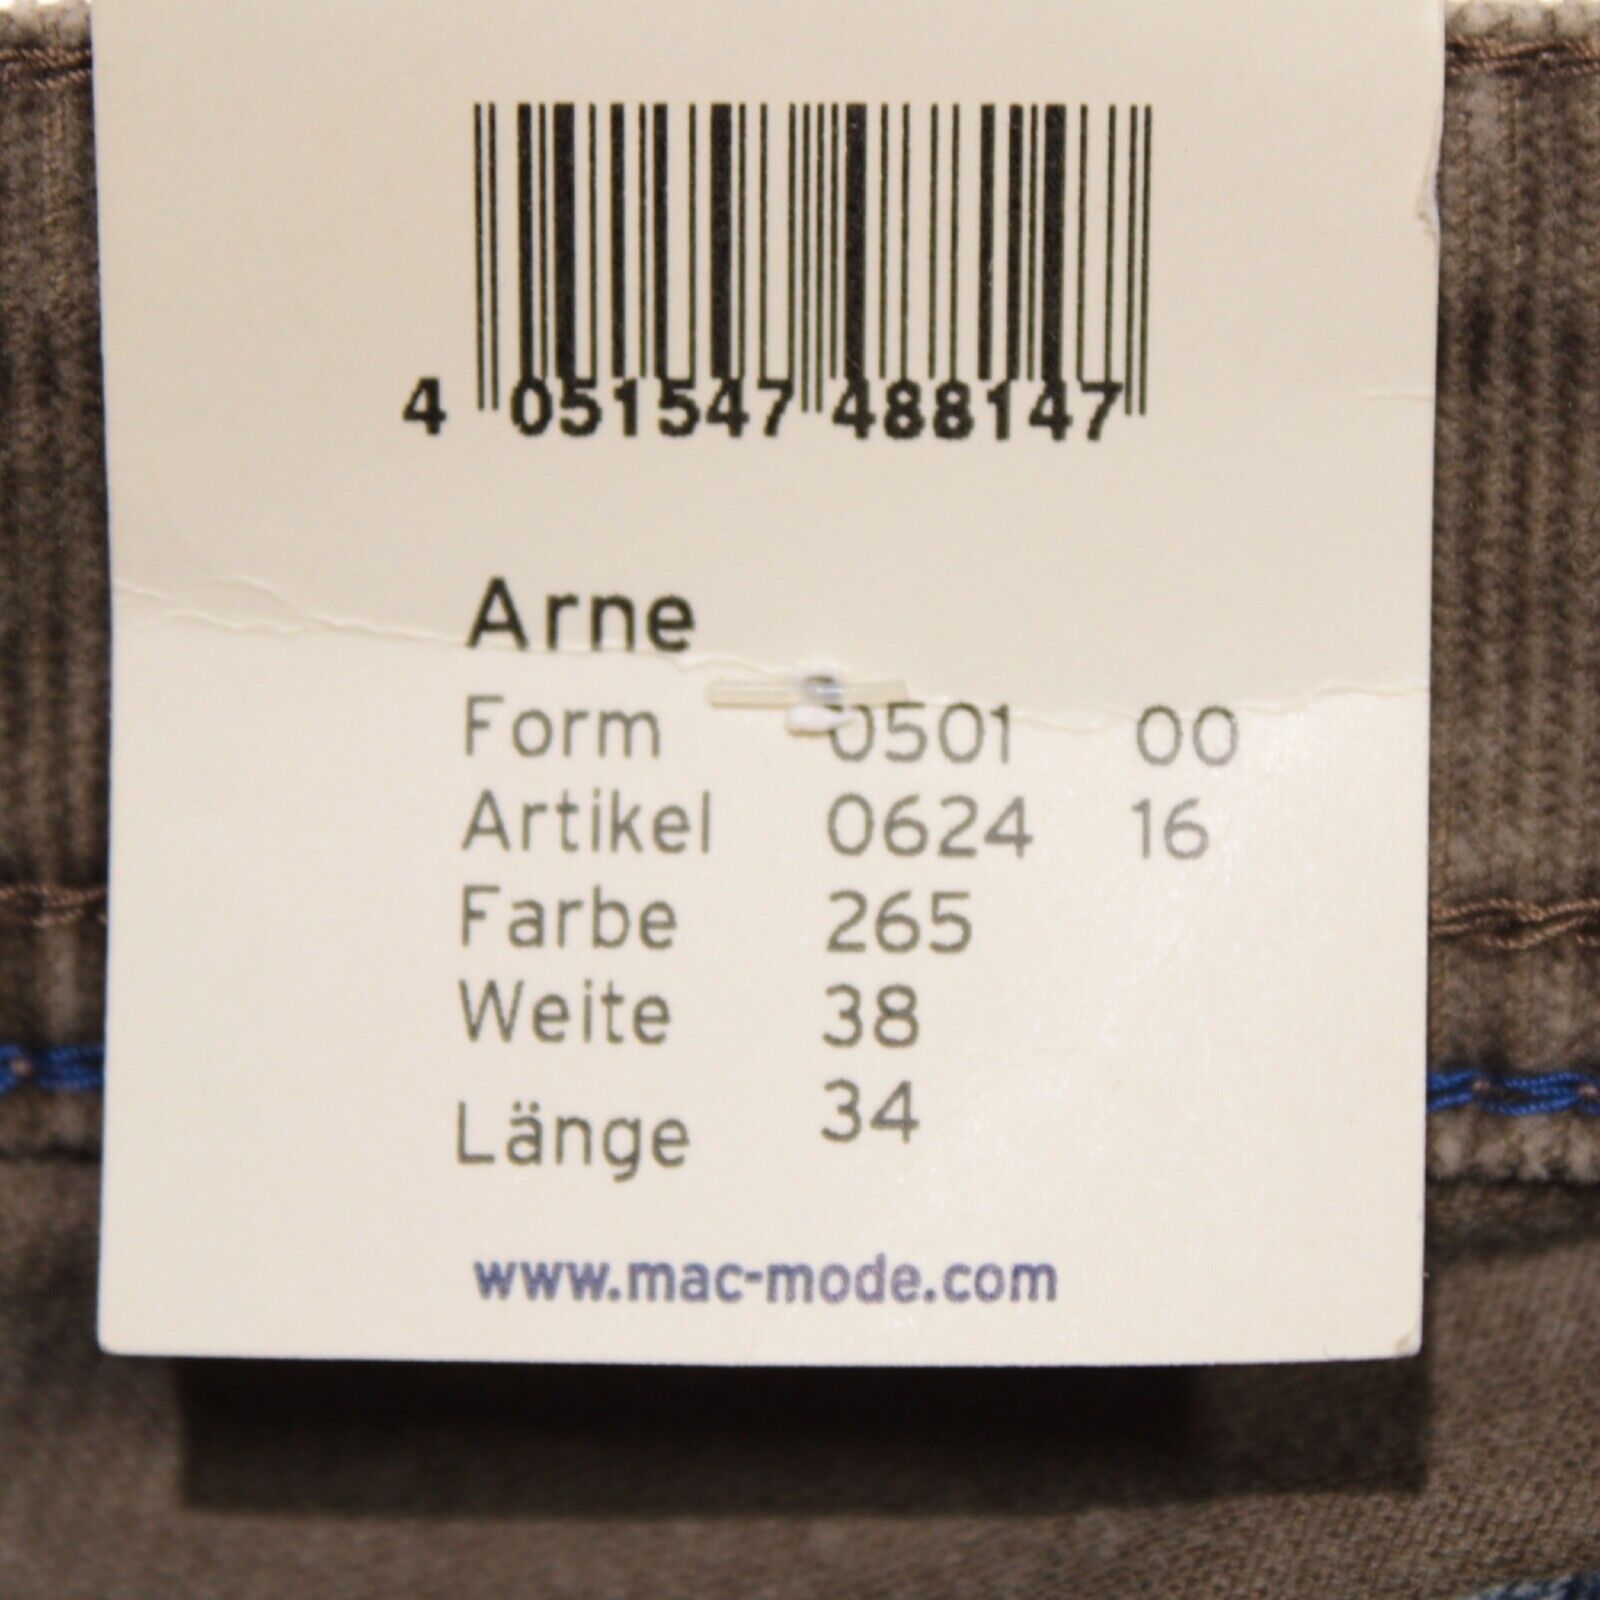 4 051547 488147
Arne
Form 0501 00
Artikel 0624 16
Farbe 265
Weite 38
Länge 34
www.mac-mode.com